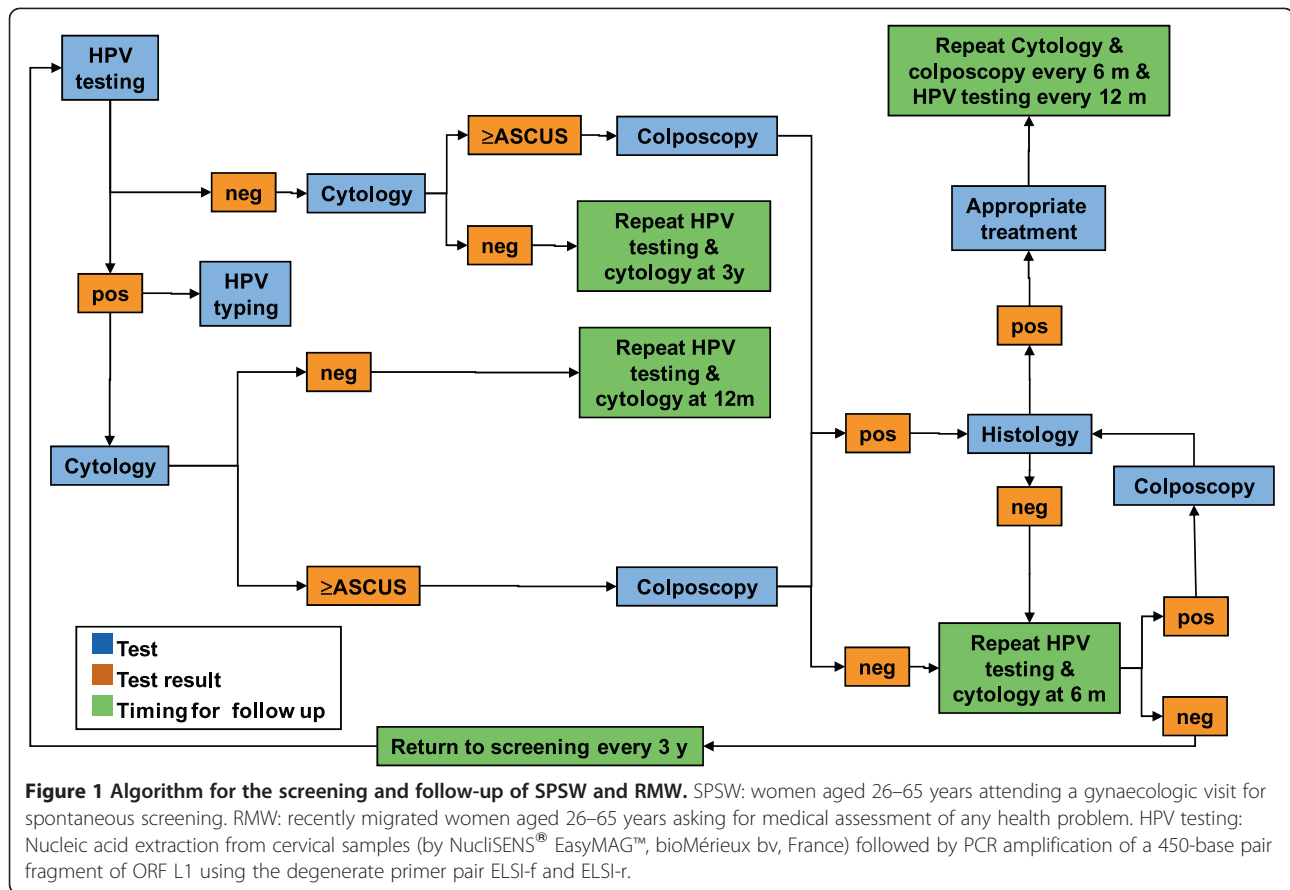 HPV
testing
neg
pos
HPV
typing
Cytology
≥ASCUS
Colposcopy
neg
Repeat HPV
testing &
cytology at 3y
Cytology
neg
Repeat HPV
testing &
cytology at 12m
≥ASCUS
Colposcopy
pos
neg
Histology
pos
Appropriate
treatment
Repeat Cytology &
colposcopy every 6 m &
HPV testing every 12 m
neg
Repeat HPV
testing &
cytology at 6 m
pos
Colposcopy
neg
Return to screening every 3 y
Test
Test result
Timing for follow up
Figure 1 Algorithm for the screening and follow-up of SPSW and RMW. SPSW: women aged 26–65 years attending a gynaecologic visit for
spontaneous screening. RMW: recently migrated women aged 26–65 years asking for medical assessment of any health problem. HPV testing:
Nucleic acid extraction from cervical samples (by NucliSENS® EasyMAG™, bioMérieux bv, France) followed by PCR amplification of a 450-base pair
fragment of ORF L1 using the degenerate primer pair ELSI-f and ELSI-r.